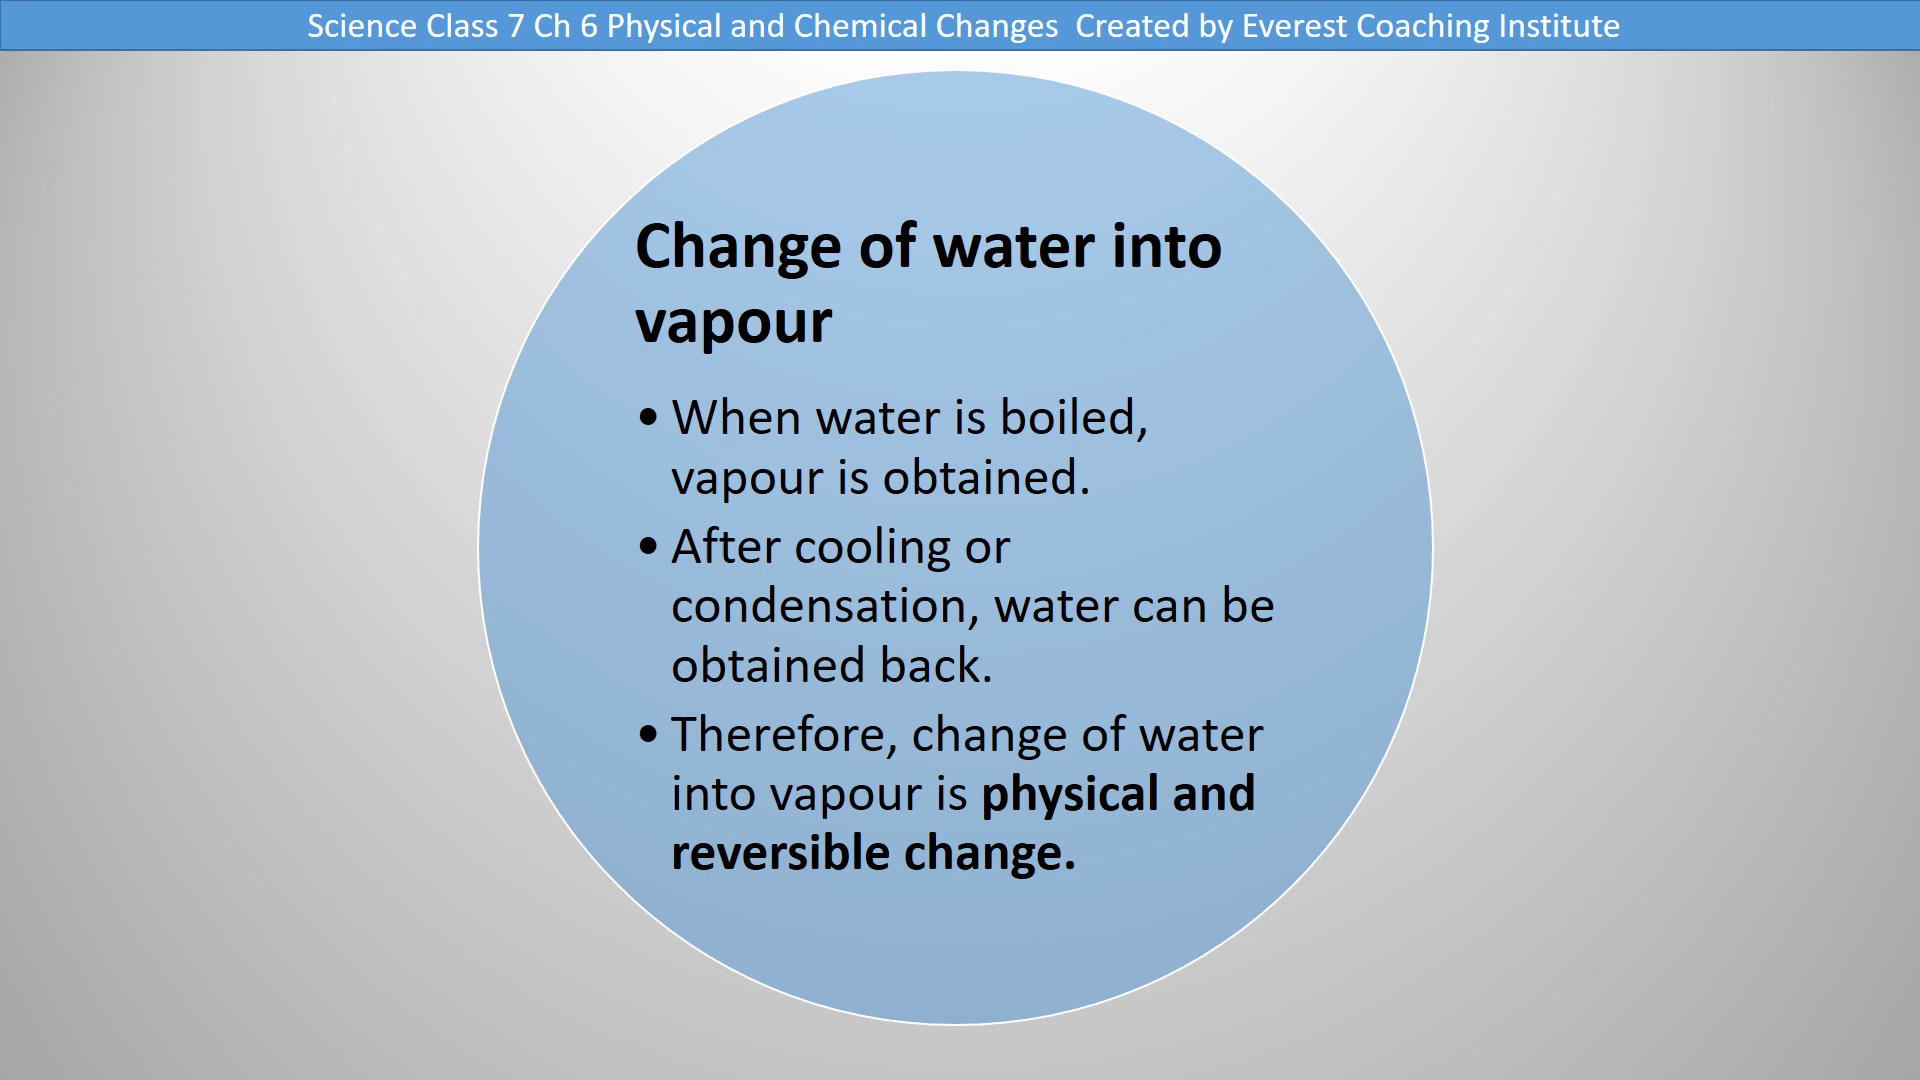 Science Class 7 Ch 6 Physical and Chemical Changes  Created by Everest Coaching Institute
Change of water into
vapour
• When water is boiled,
vapour is obtained.
• After cooling or
condensation, water can be
obtained back.
• Therefore, change of water
into vapour is physical and
reversible change.